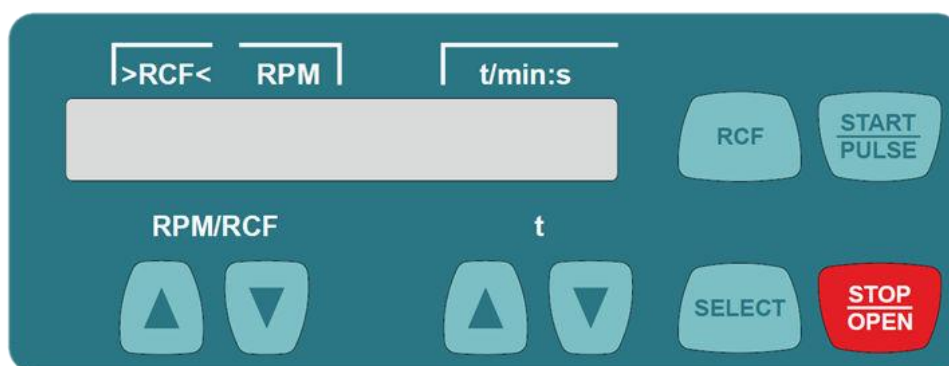 >RCF< RPM t/min:s
RCF
START
PULSE
RPM/RCF t
SELECT
STOP
OPEN